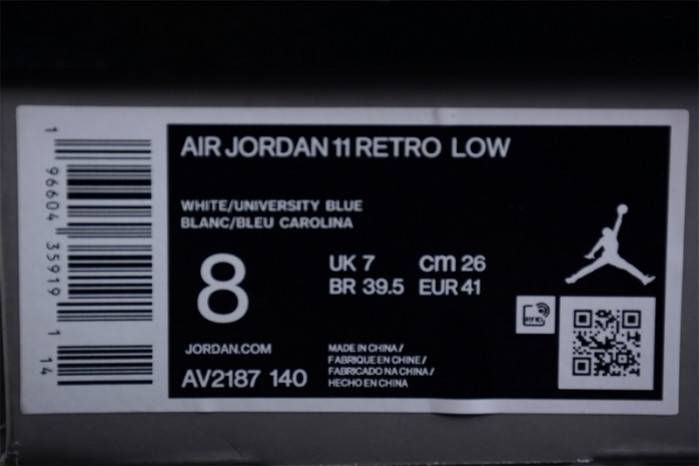 AIR JORDAN 11 RETRO LOW
WHITE/UNIVERSITY BLUE
BLANC/BLEU CAROLINA
8
UK 7 cm 26
BR 39.5 EUR 41
JORDAN.COM
AV2187 140
MADE IN CHINA/
FABRIQUE EN CHINE/
FABRICADO NA CHINA/
HECHO EN CHINA
1 96604 35919 1 14